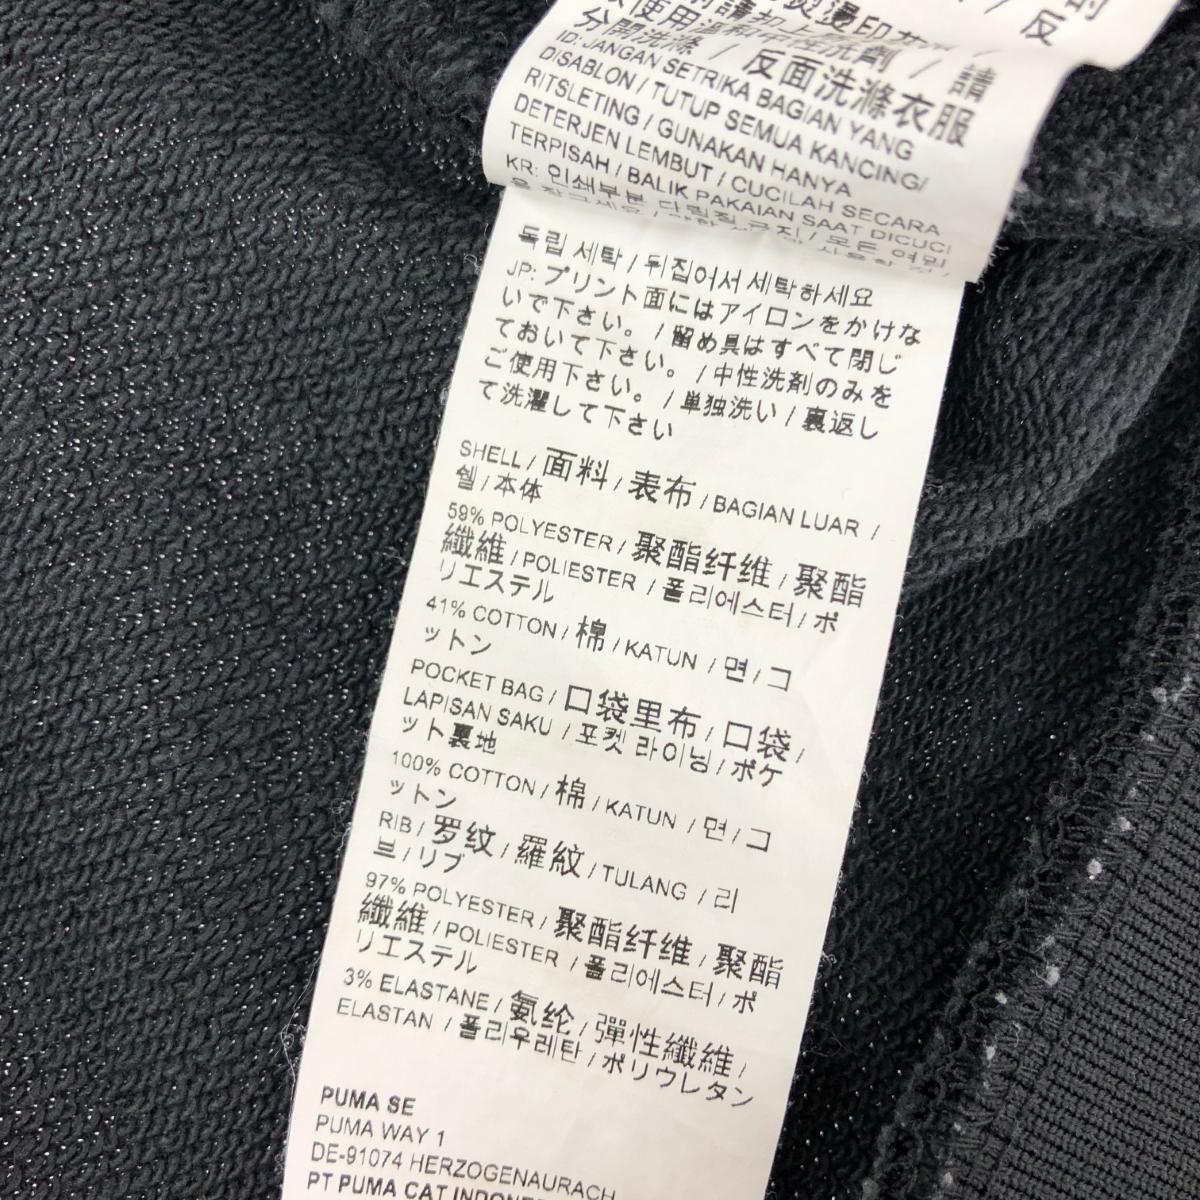 分開洗滌 / 反面洗滌衣服
ID: JANGAN SETRIKA BAGIAN YANG
DISABLON / TUTUP SEMUA KANCING/
RITSLETING / GUNAKAN HANYA
DETERJEN LEMBUT / CUCILAH SECARA
TERPISAH / BALIK PAKAIAN SAAT DICUCI
KR: 인쇄부분 다림질
독립 세탁 / 뒤집어서 세탁하세요
JP: プリント面にはアイロンをかけな
いで下さい。 / 留め具はすべて閉じ
ておいて下さい。 / 中性洗剤のみを
ご使用下さい。 / 単独洗い / 裏返し
て洗濯して下さい
SHELL / 面料 / 表布 / BAGIAN LUAR /
쉘 / 本体
59% POLYESTER / 聚酯纤维 / 聚酯
纖維 / POLIESTER / 폴리에스터 / ポ
リエステル
41% COTTON / 棉 / KATUN / 면 / コ
ットン
POCKET BAG / 口袋里布 / 口袋 /
LAPISAN SAKU / 포켓 라이닝 / ポケ
ット裏地
100% COTTON / 棉 / KATUN / 면 / コ
ットン
RIB / 罗纹 / 羅紋 / TULANG / 리
브 / リブ
97% POLYESTER / 聚酯纤维 / 聚酯
纖維 / POLIESTER / 폴리에스터 / ポ
リエステル
3% ELASTANE / 氨纶 / 彈性纖維 /
ELASTAN / 폴리우레탄 / ポリウレタン
PUMA SE
PUMA WAY 1
DE-91074 HERZOGENAURACH
PT PUMA CAT